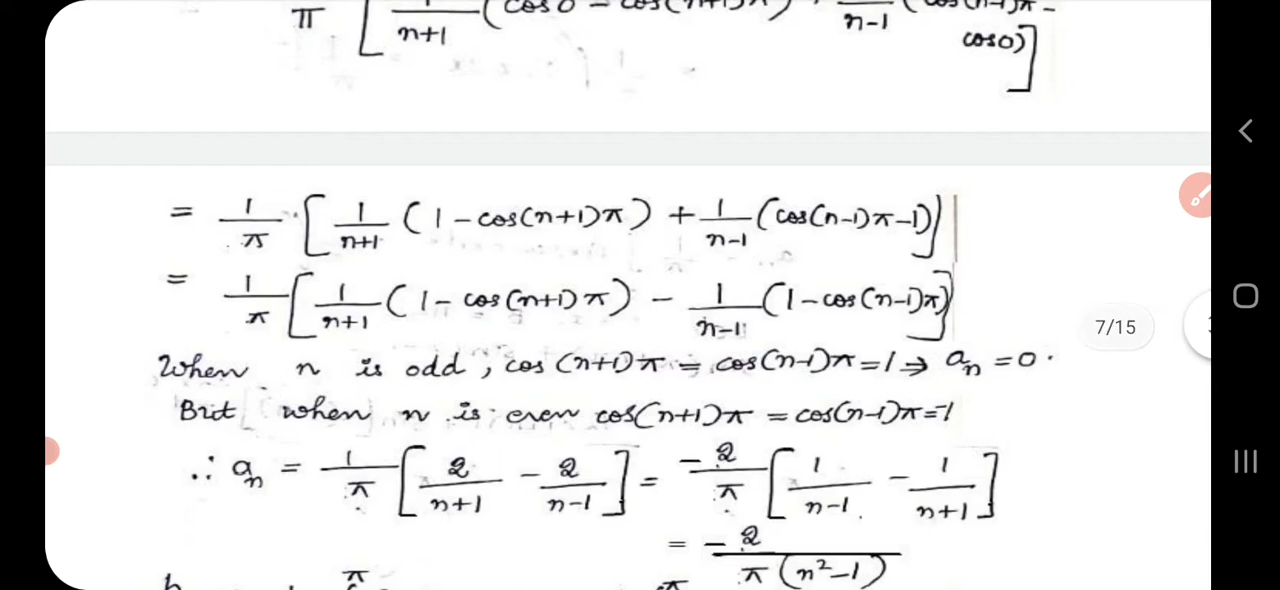 π [ 1/(n+1) (cos0 - cos(n+1)π) + 1/(n-1) (cos(n-1)π - cos0) ]
= 1/π [ 1/(n+1) (1 - cos(n+1)π) + 1/(n-1) (cos(n-1)π - 1) ]
= 1/π [ 1/(n+1) (1 - cos(n+1)π) - 1/(n-1) (1 - cos(n-1)π) ]
7/15
When n is odd, cos(n+1)π = cos(n-1)π = 1 ⇒ aₙ = 0.
But when n is even cos(n+1)π = cos(n-1)π = -1
∴ aₙ = 1/π [ 2/(n+1) - 2/(n-1) ] = -2/π [ 1/(n-1) - 1/(n+1) ]
= -2/(π(n²-1))